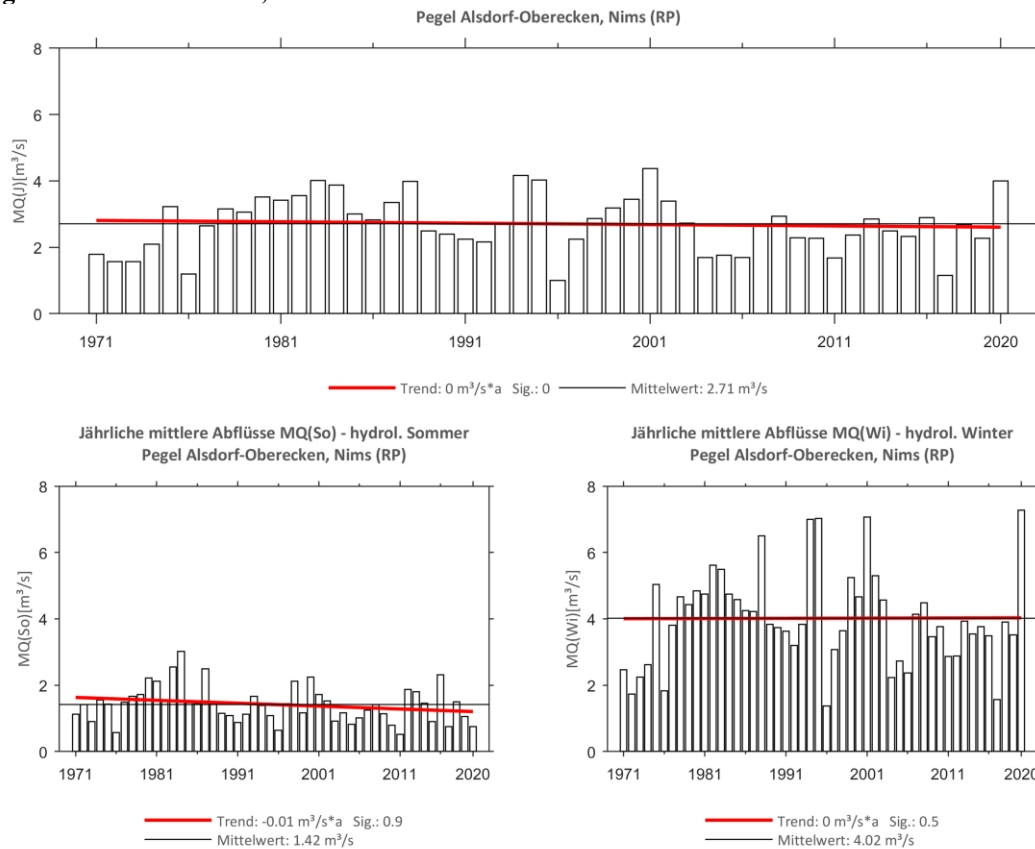 Pegel Alsdorf-Oberecken, Nims (RP)
MQ(J)[m³/s]
8
6
4
2
0
1971 1981 1991 2001 2011 2020
Trend: 0 m³/s*a Sig.: 0 Mittelwert: 2.71 m³/s
Jährliche mittlere Abflüsse MQ(So) - hydrol. Sommer
Pegel Alsdorf-Oberecken, Nims (RP)
MQ(So)[m³/s]
8
6
4
2
0
1971 1981 1991 2001 2011 2020
Trend: -0.01 m³/s*a Sig.: 0.9
Mittelwert: 1.42 m³/s
Jährliche mittlere Abflüsse MQ(Wi) - hydrol. Winter
Pegel Alsdorf-Oberecken, Nims (RP)
MQ(Wi)[m³/s]
8
6
4
2
0
1971 1981 1991 2001 2011 2020
Trend: 0 m³/s*a Sig.: 0.5
Mittelwert: 4.02 m³/s